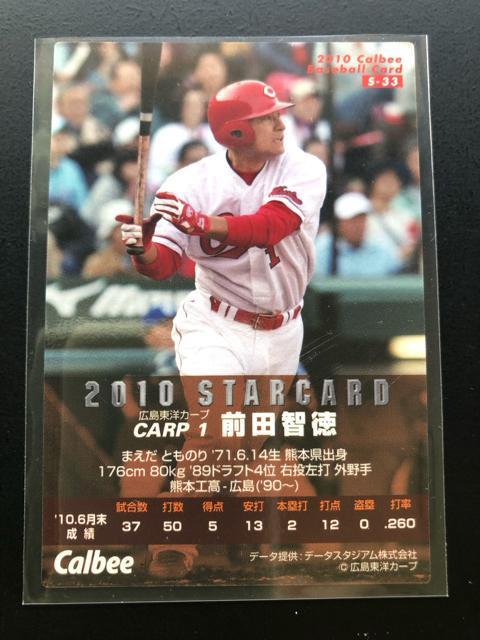 2010 Calbee
Baseball Card
S-33
Carp
1
2010 STARCARD
広島東洋カープ
CARP 1 前田智徳
まえだ とものり '71.6.14生 熊本県出身
176cm 80kg '89ドラフト4位 右投左打 外野手
熊本工高-広島('90〜)
試合数 打数 得点 安打 本塁打 打点 盗塁 打率
'10.6月末
成績
37 50 5 13 2 12 0 .260
Calbee
データ提供：データスタジアム株式会社
©広島東洋カープ